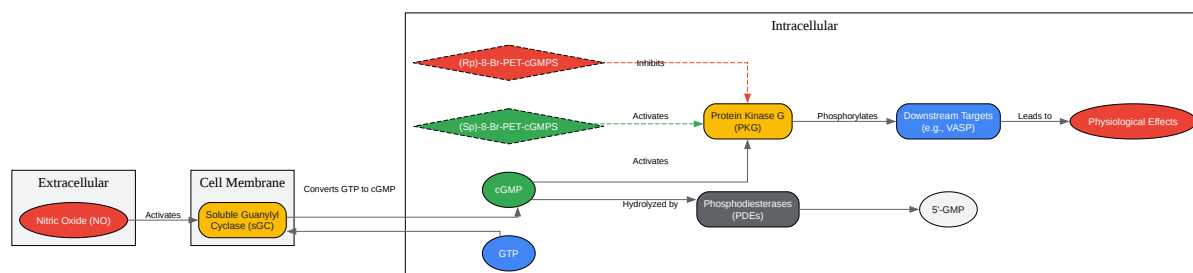 Intracellular
(Rp)-8-Br-PET-cGMPS
Inhibits
(Sp)-8-Br-PET-cGMPS
Activates
Protein Kinase G
(PKG)
Phosphorylates
Downstream Targets
(e.g., VASP)
Leads to
Physiological Effects
Activates
Extracellular
Cell Membrane
Converts GTP to cGMP
cGMP
Nitric Oxide (NO)
Activates
Soluble Guanylyl
Cyclase (sGC)
Hydrolyzed by
Phosphodiesterases
(PDEs)
5'-GMP
GTP